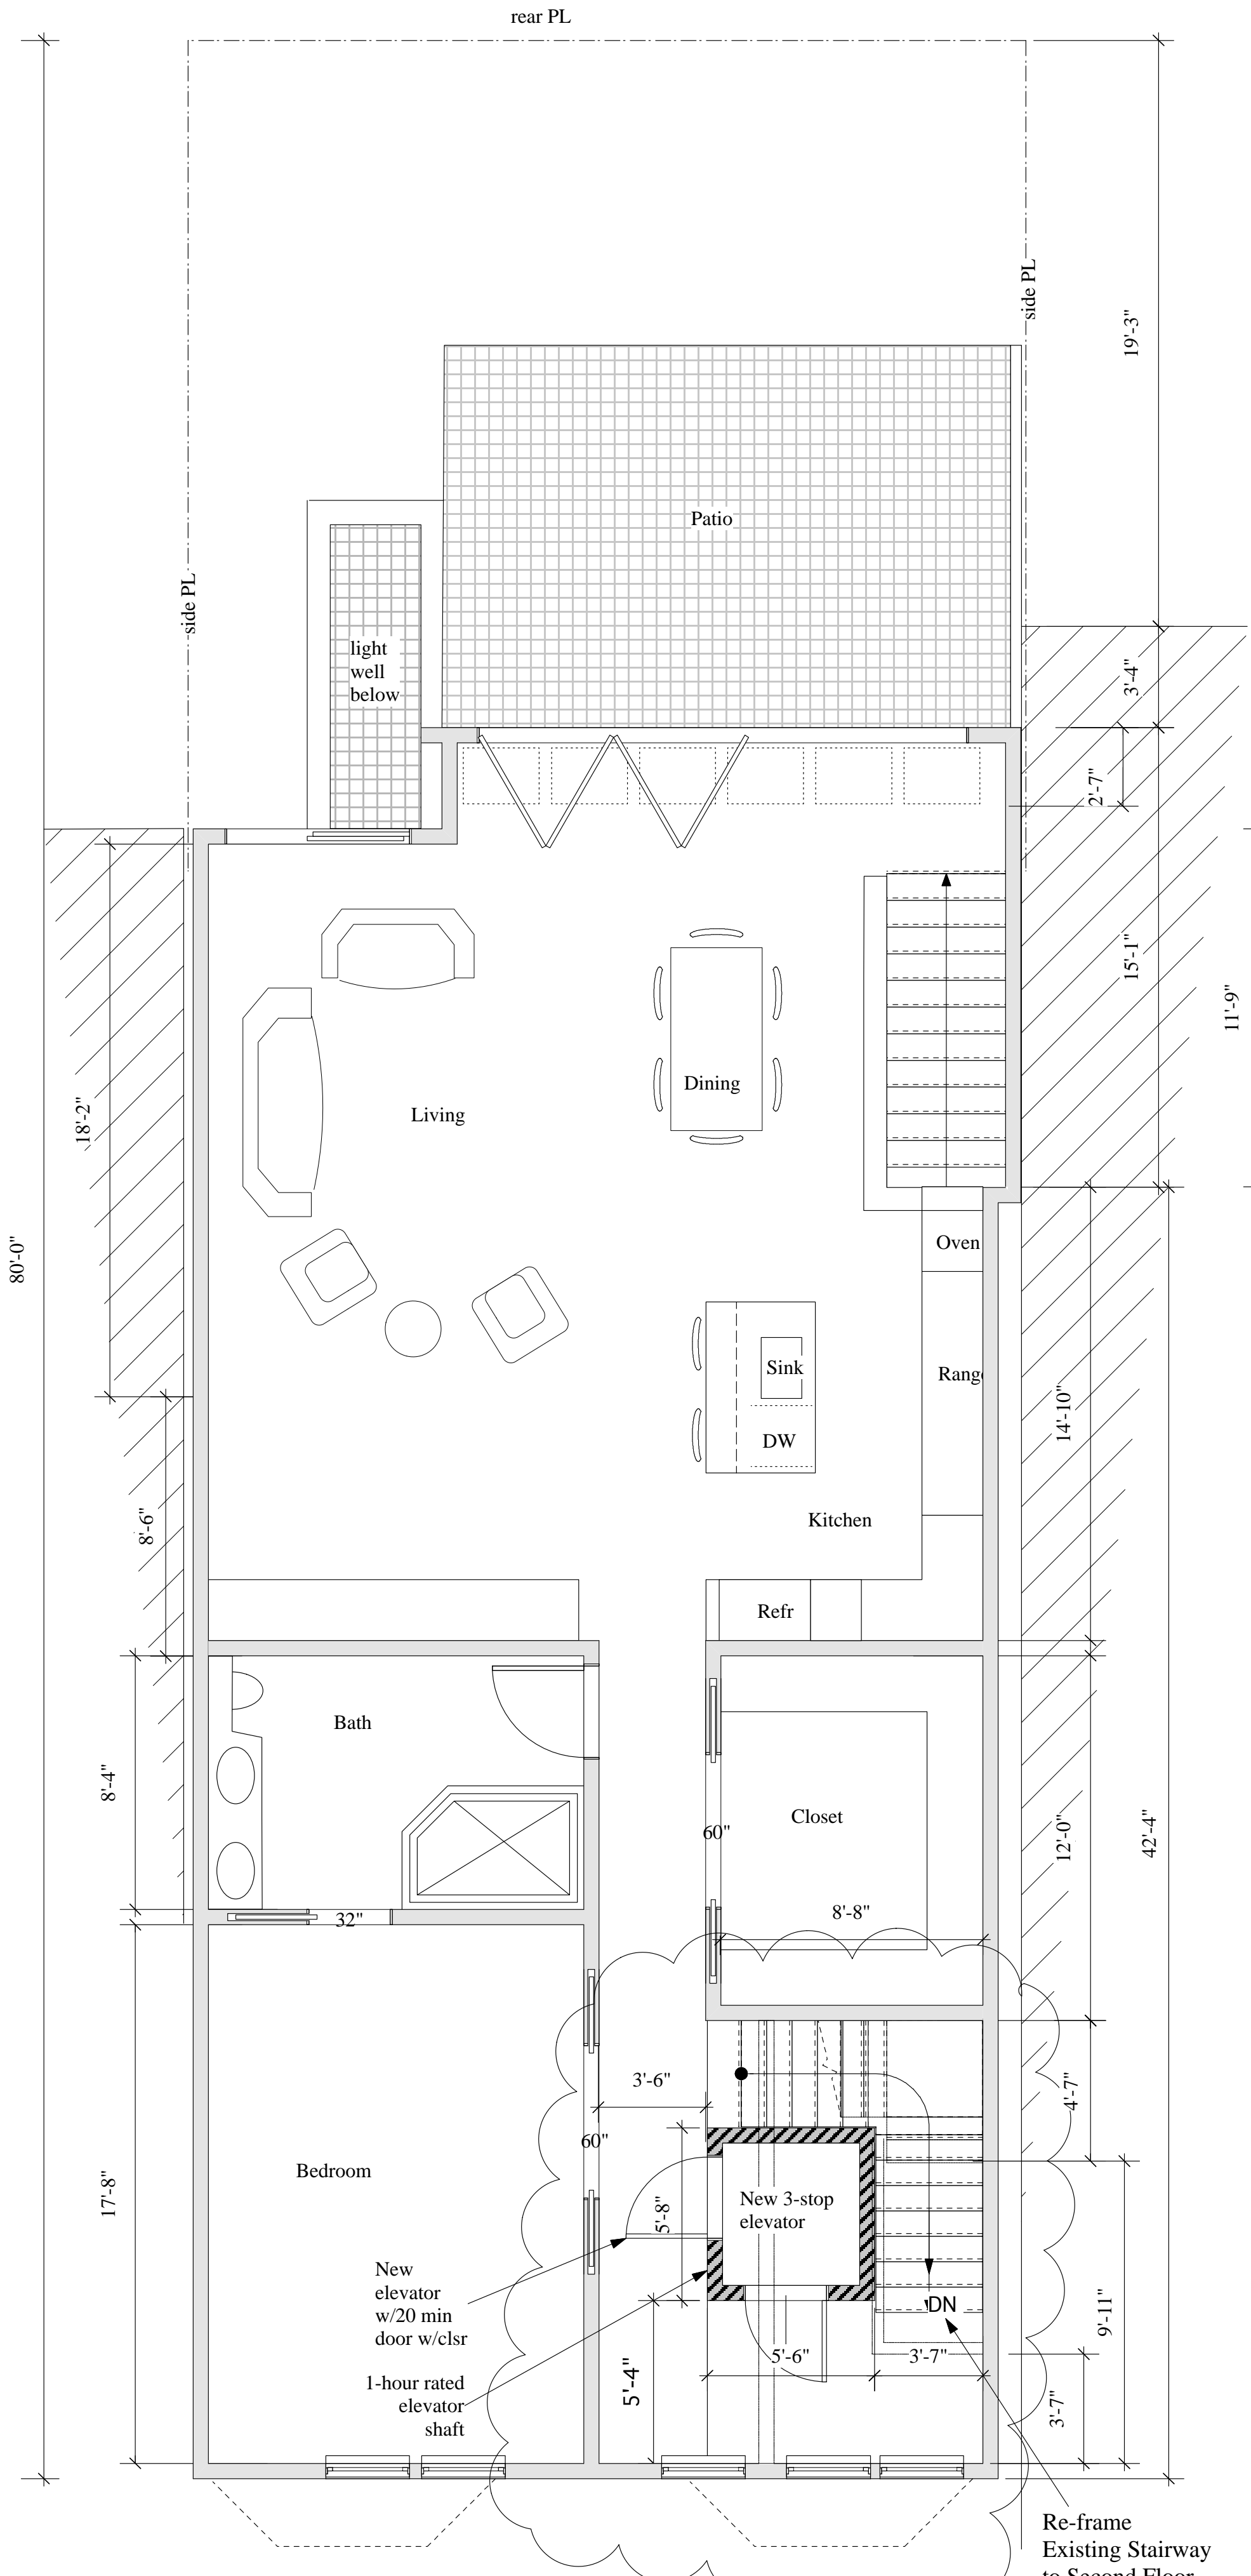 rear PL
side PL
19'-3"
Patio
side PL
light
well
below
3'-4"
2'-7"
15'-1"
11'-9"
Dining
Living
18'-2"
80'-0"
Oven
Sink
DW
14'-10"
8'-6"
Kitchen
Refr
Bath
8'-4"
Closet
60"
12'-0"
42'-4"
8'-8"
32"
3'-6"
4'-7"
60"
Bedroom
17'-8"
5'-8"
New 3-stop
elevator
New
elevator
w/20 min
door w/clsr
DN
9'-11"
5'-6"
3'-7"
1-hour rated
elevator
shaft
5'-4"
3'-7"
Re-frame
Existing Stairway
to Second Floor